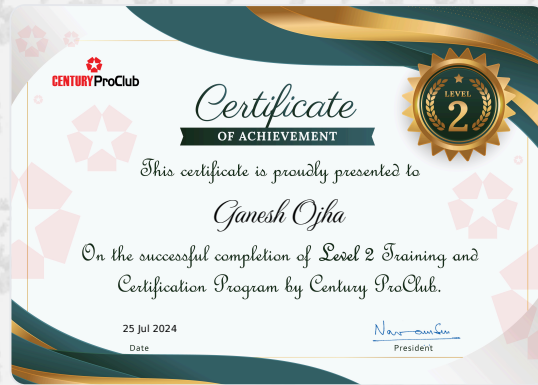 CENTURY ProClub
LEVEL
2
Certificate
OF ACHIEVEMENT
This certificate is proudly presented to
Ganesh Ojha
On the successful completion of Level 2 Training and
Certification Program by Century ProClub.
25 Jul 2024
Date
President